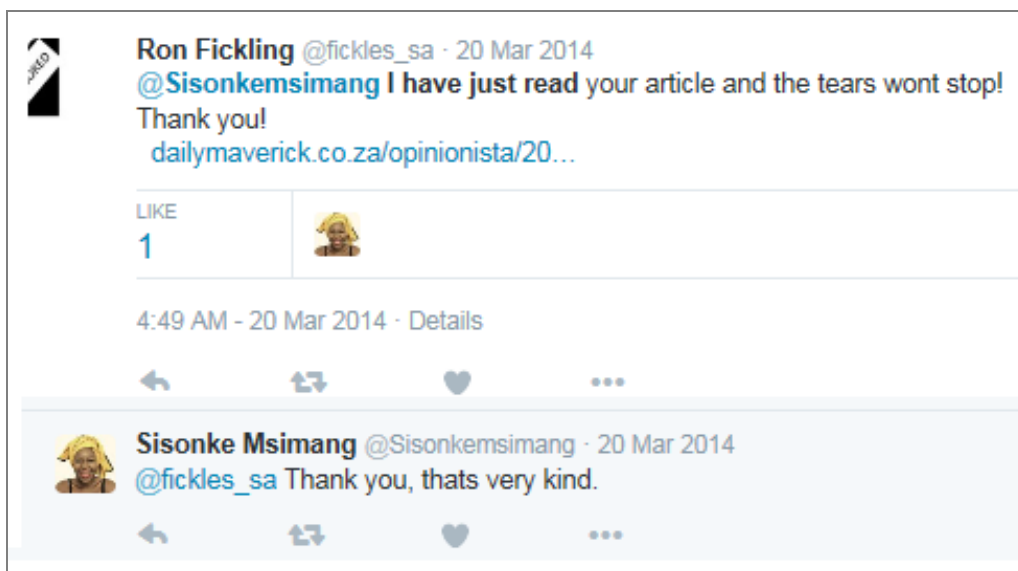 Ron Fickling @fickles_sa · 20 Mar 2014
@Sisonkemsimang I have just read your article and the tears wont stop!
Thank you!
dailymaverick.co.za/opinionista/20...
LIKE
1
4:49 AM - 20 Mar 2014 · Details
Sisonke Msimang @Sisonkemsimang · 20 Mar 2014
@fickles_sa Thank you, thats very kind.